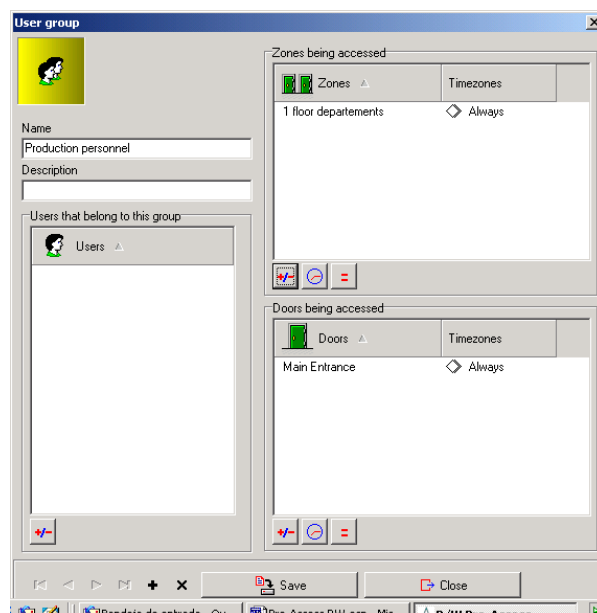 User group
Zones being accessed
Zones Timezones
1 floor departements Always
Name
Production personnel
Description
Users that belong to this group
Users
Doors being accessed
Doors Timezones
Main Entrance Always
+/-
=
+/-
+/-
=
Save
Close